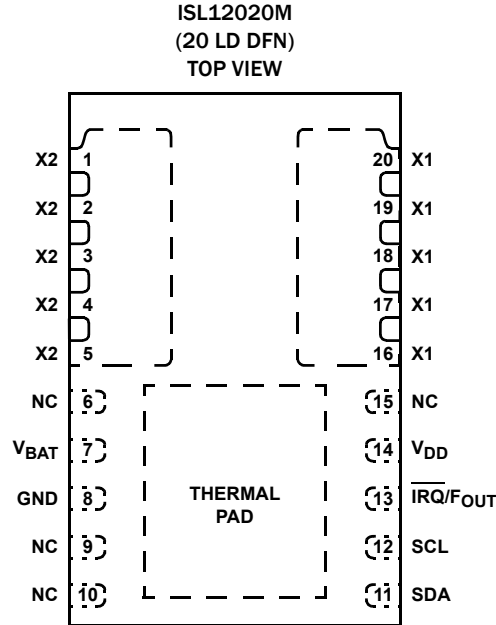 ISL12020M
(20 LD DFN)
TOP VIEW
X2 1 20 X1
X2 2 19 X1
X2 3 18 X1
X2 4 17 X1
X2 5 16 X1
NC 6 15 NC
VBAT 7 14 VDD
GND 8 13 IRQ/FOUT
NC 9 12 SCL
NC 10 11 SDA
THERMAL
PAD